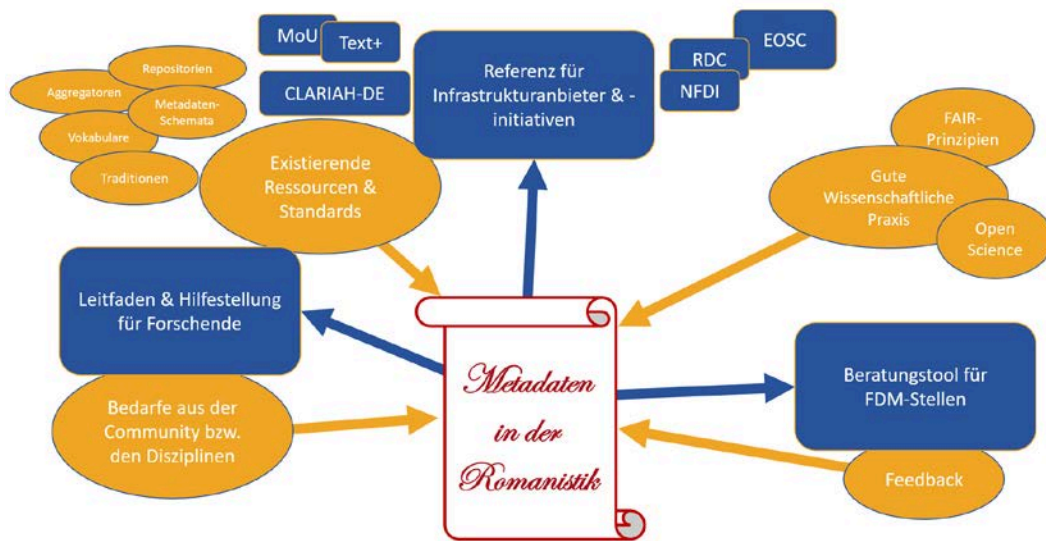 MoU
Text+
CLARIAH-DE
Referenz für
Infrastrukturanbieter & -
initiativen
EOSC
RDC
NFDI
Repositorien
Aggregatoren
Metadaten-
Schemata
Vokabulare
Traditionen
Existierende
Ressourcen &
Standards
FAIR-
Prinzipien
Gute
Wissenschaftliche
Praxis
Open
Science
Leitfaden & Hilfestellung
für Forschende
Bedarfe aus der
Community bzw.
den Disziplinen
Metadaten
in der
Romanistik
Beratungstool für
FDM-Stellen
Feedback